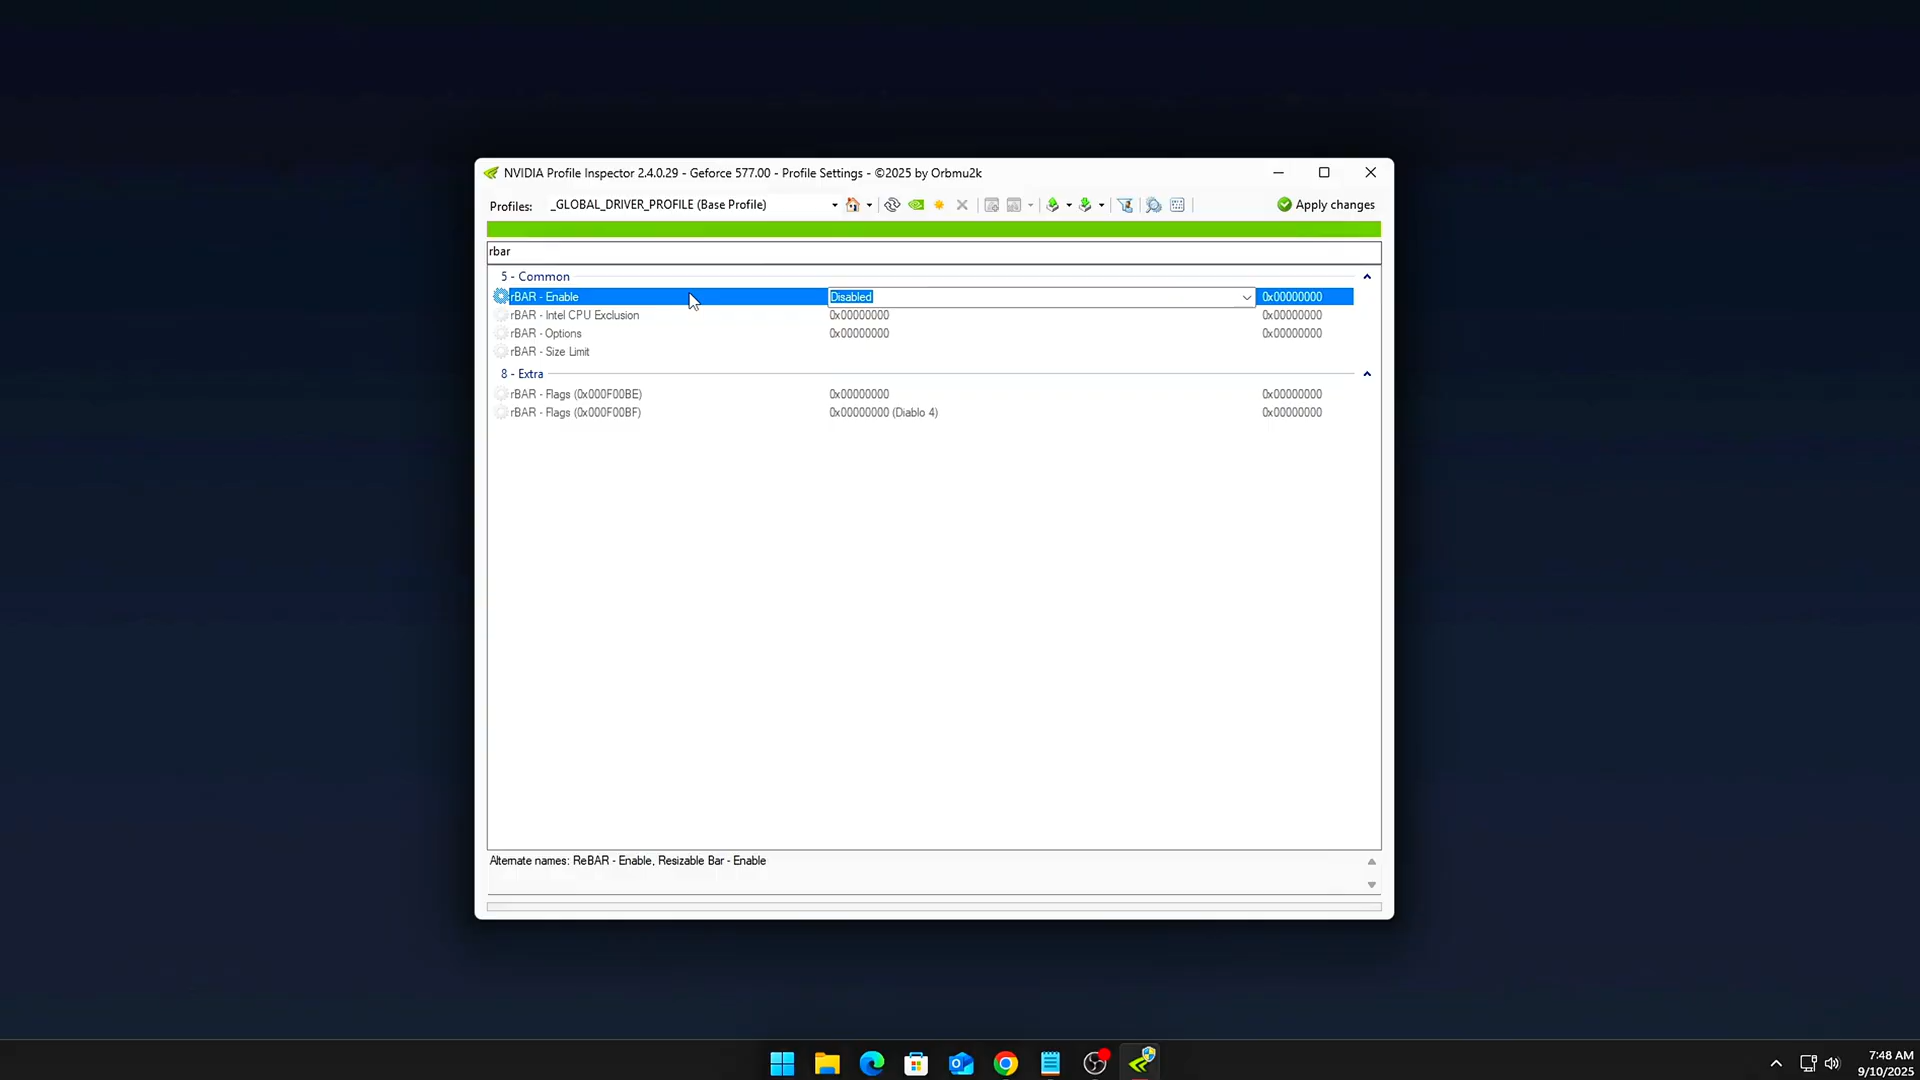 NVIDIA Profile Inspector 2.4.0.29 - Geforce 577.00 - Profile Settings - ©2025 by Orbmu2k
Profiles: _GLOBAL_DRIVER_PROFILE (Base Profile) Apply changes
rbar
5 - Common
rBAR - Enable Disabled 0x00000000
rBAR - Intel CPU Exclusion 0x00000000 0x00000000
rBAR - Options 0x00000000 0x00000000
rBAR - Size Limit
8 - Extra
rBAR - Flags (0x000F00BE) 0x00000000 0x00000000
rBAR - Flags (0x000F00BF) 0x00000000 (Diablo 4) 0x00000000
Alternate names: ReBAR - Enable, Resizable Bar - Enable
7:48 AM
9/10/2025